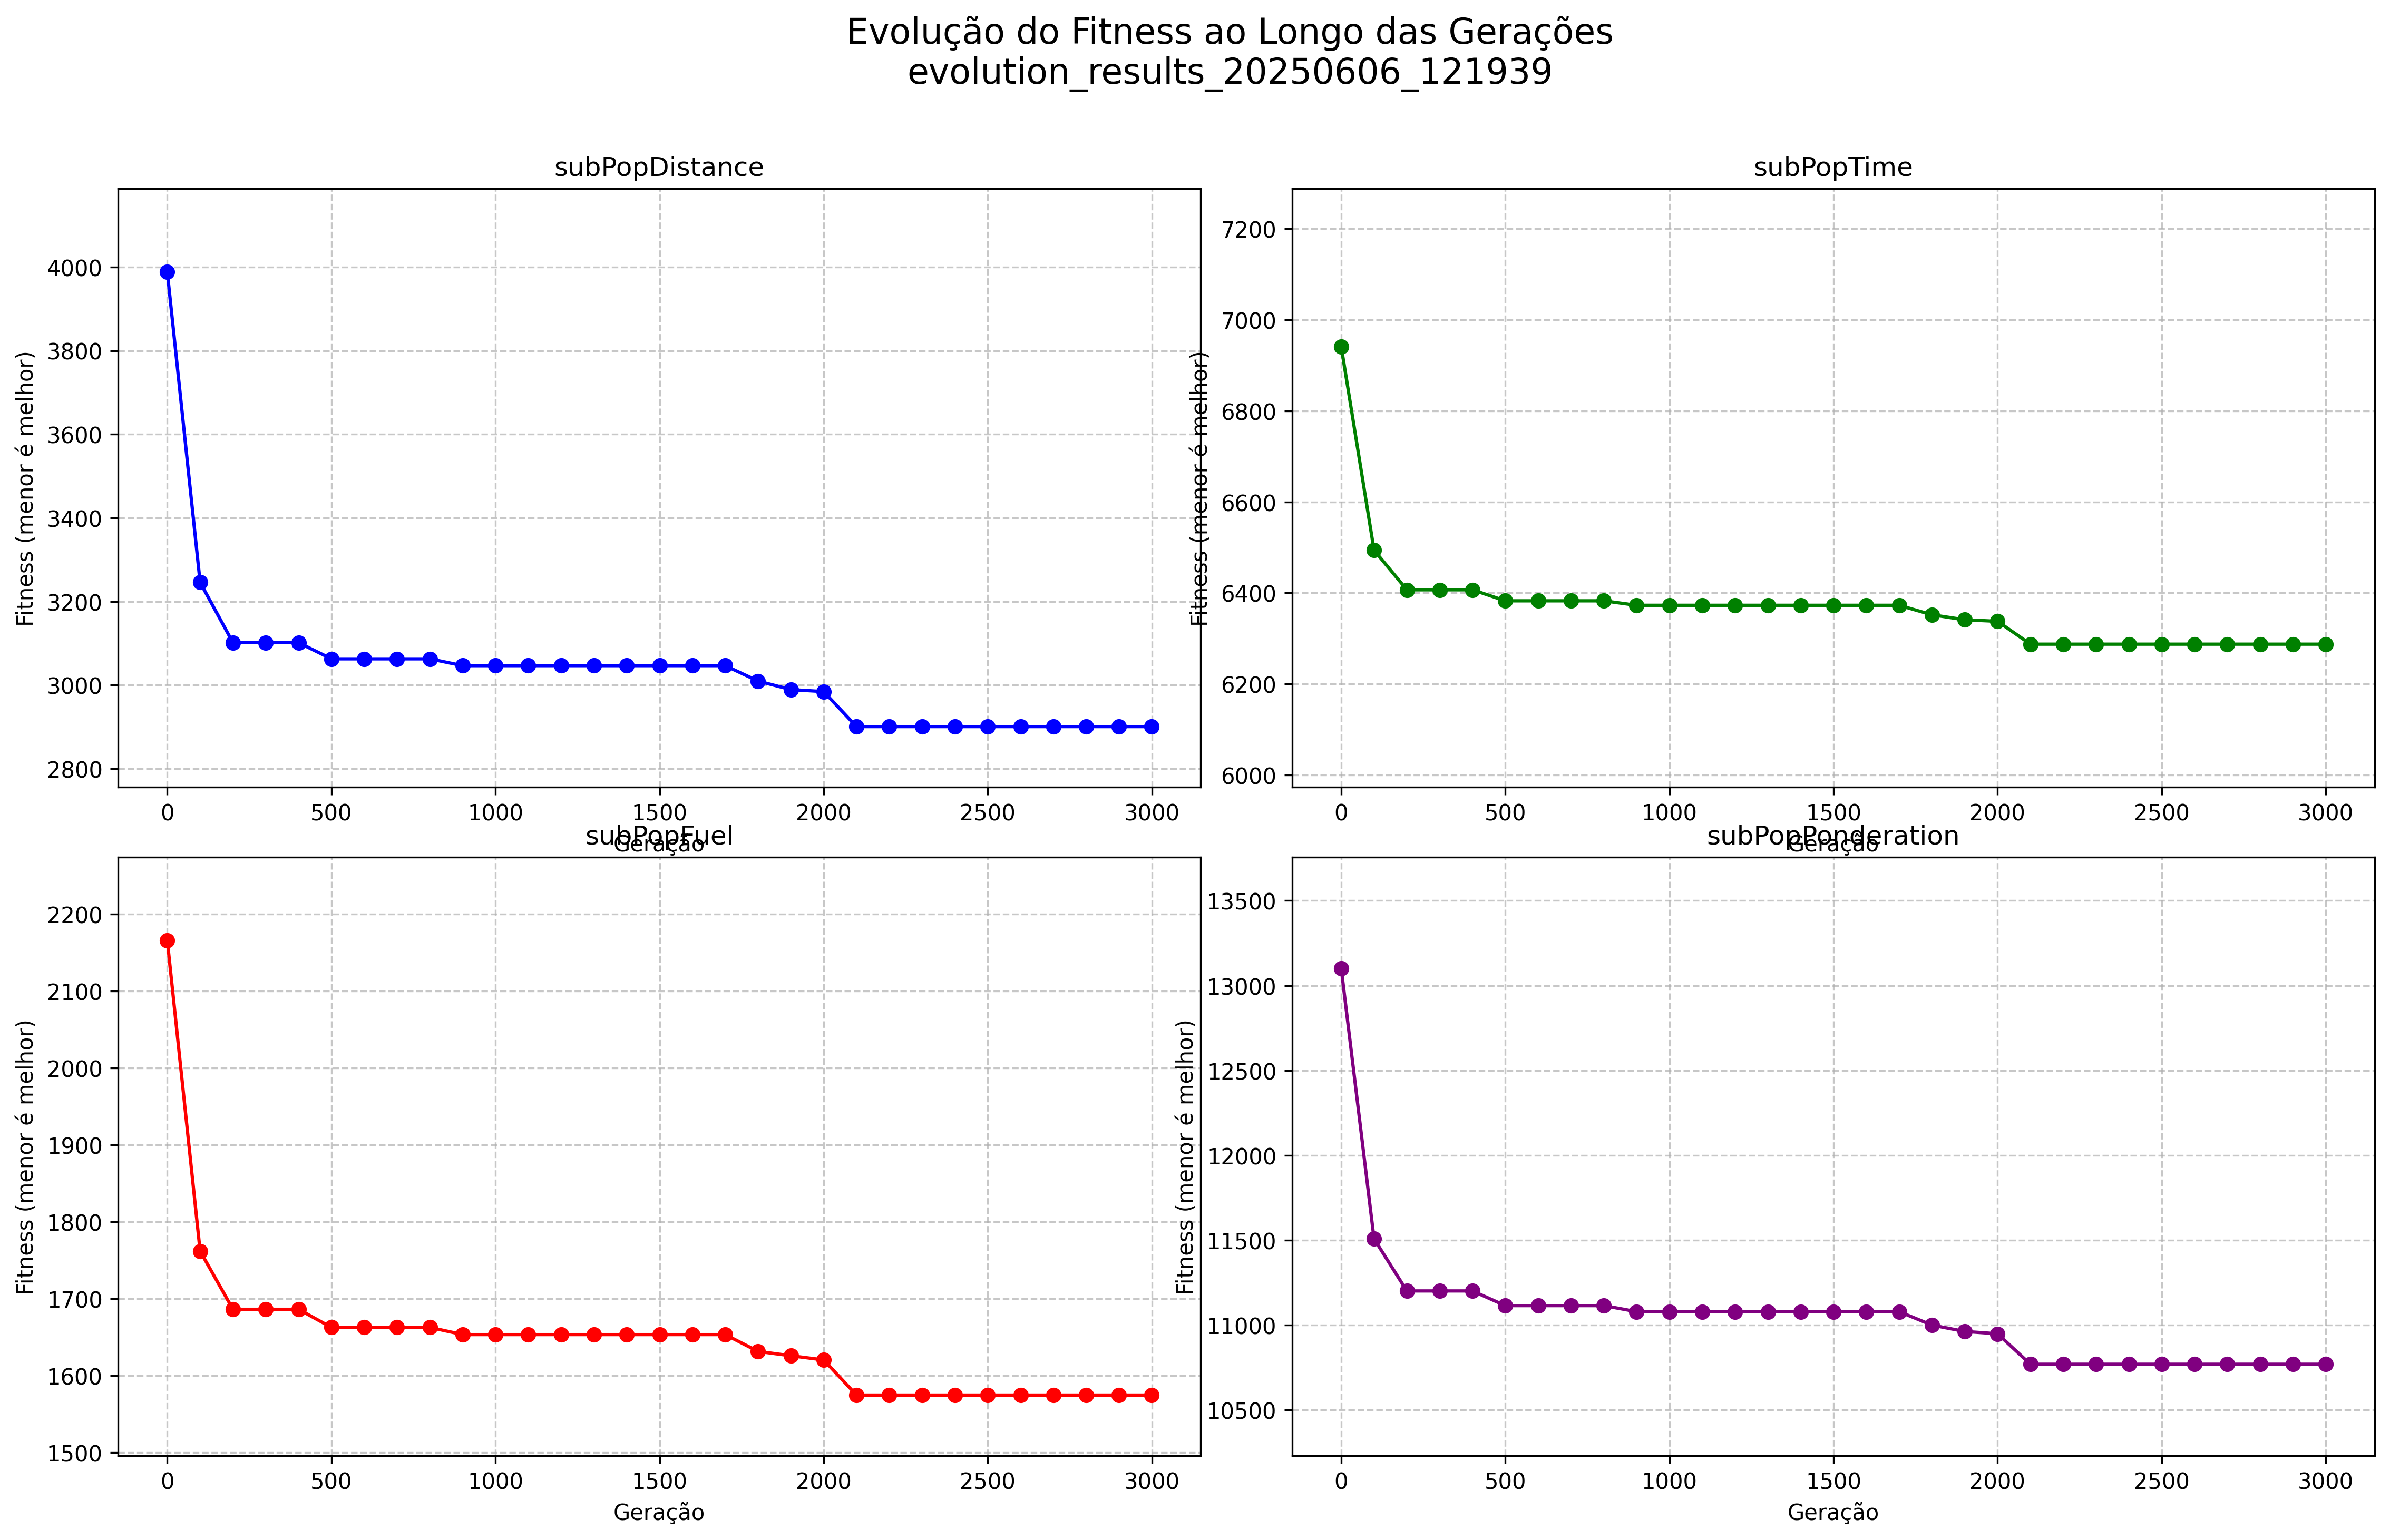 Evolução do Fitness ao Longo das Gerações
evolution_results_20250606_121939
subPopDistance
Fitness (menor é melhor)
4000
3800
3600
3400
3200
3000
2800
0 500 1000 1500 2000 2500 3000
Geração
subPopTime
Fitness (menor é melhor)
7200
7000
6800
6600
6400
6200
6000
0 500 1000 1500 2000 2500 3000
Geração
subPopFuel
Fitness (menor é melhor)
2200
2100
2000
1900
1800
1700
1600
1500
0 500 1000 1500 2000 2500 3000
Geração
subPopPonderation
Fitness (menor é melhor)
13500
13000
12500
12000
11500
11000
10500
0 500 1000 1500 2000 2500 3000
Geração